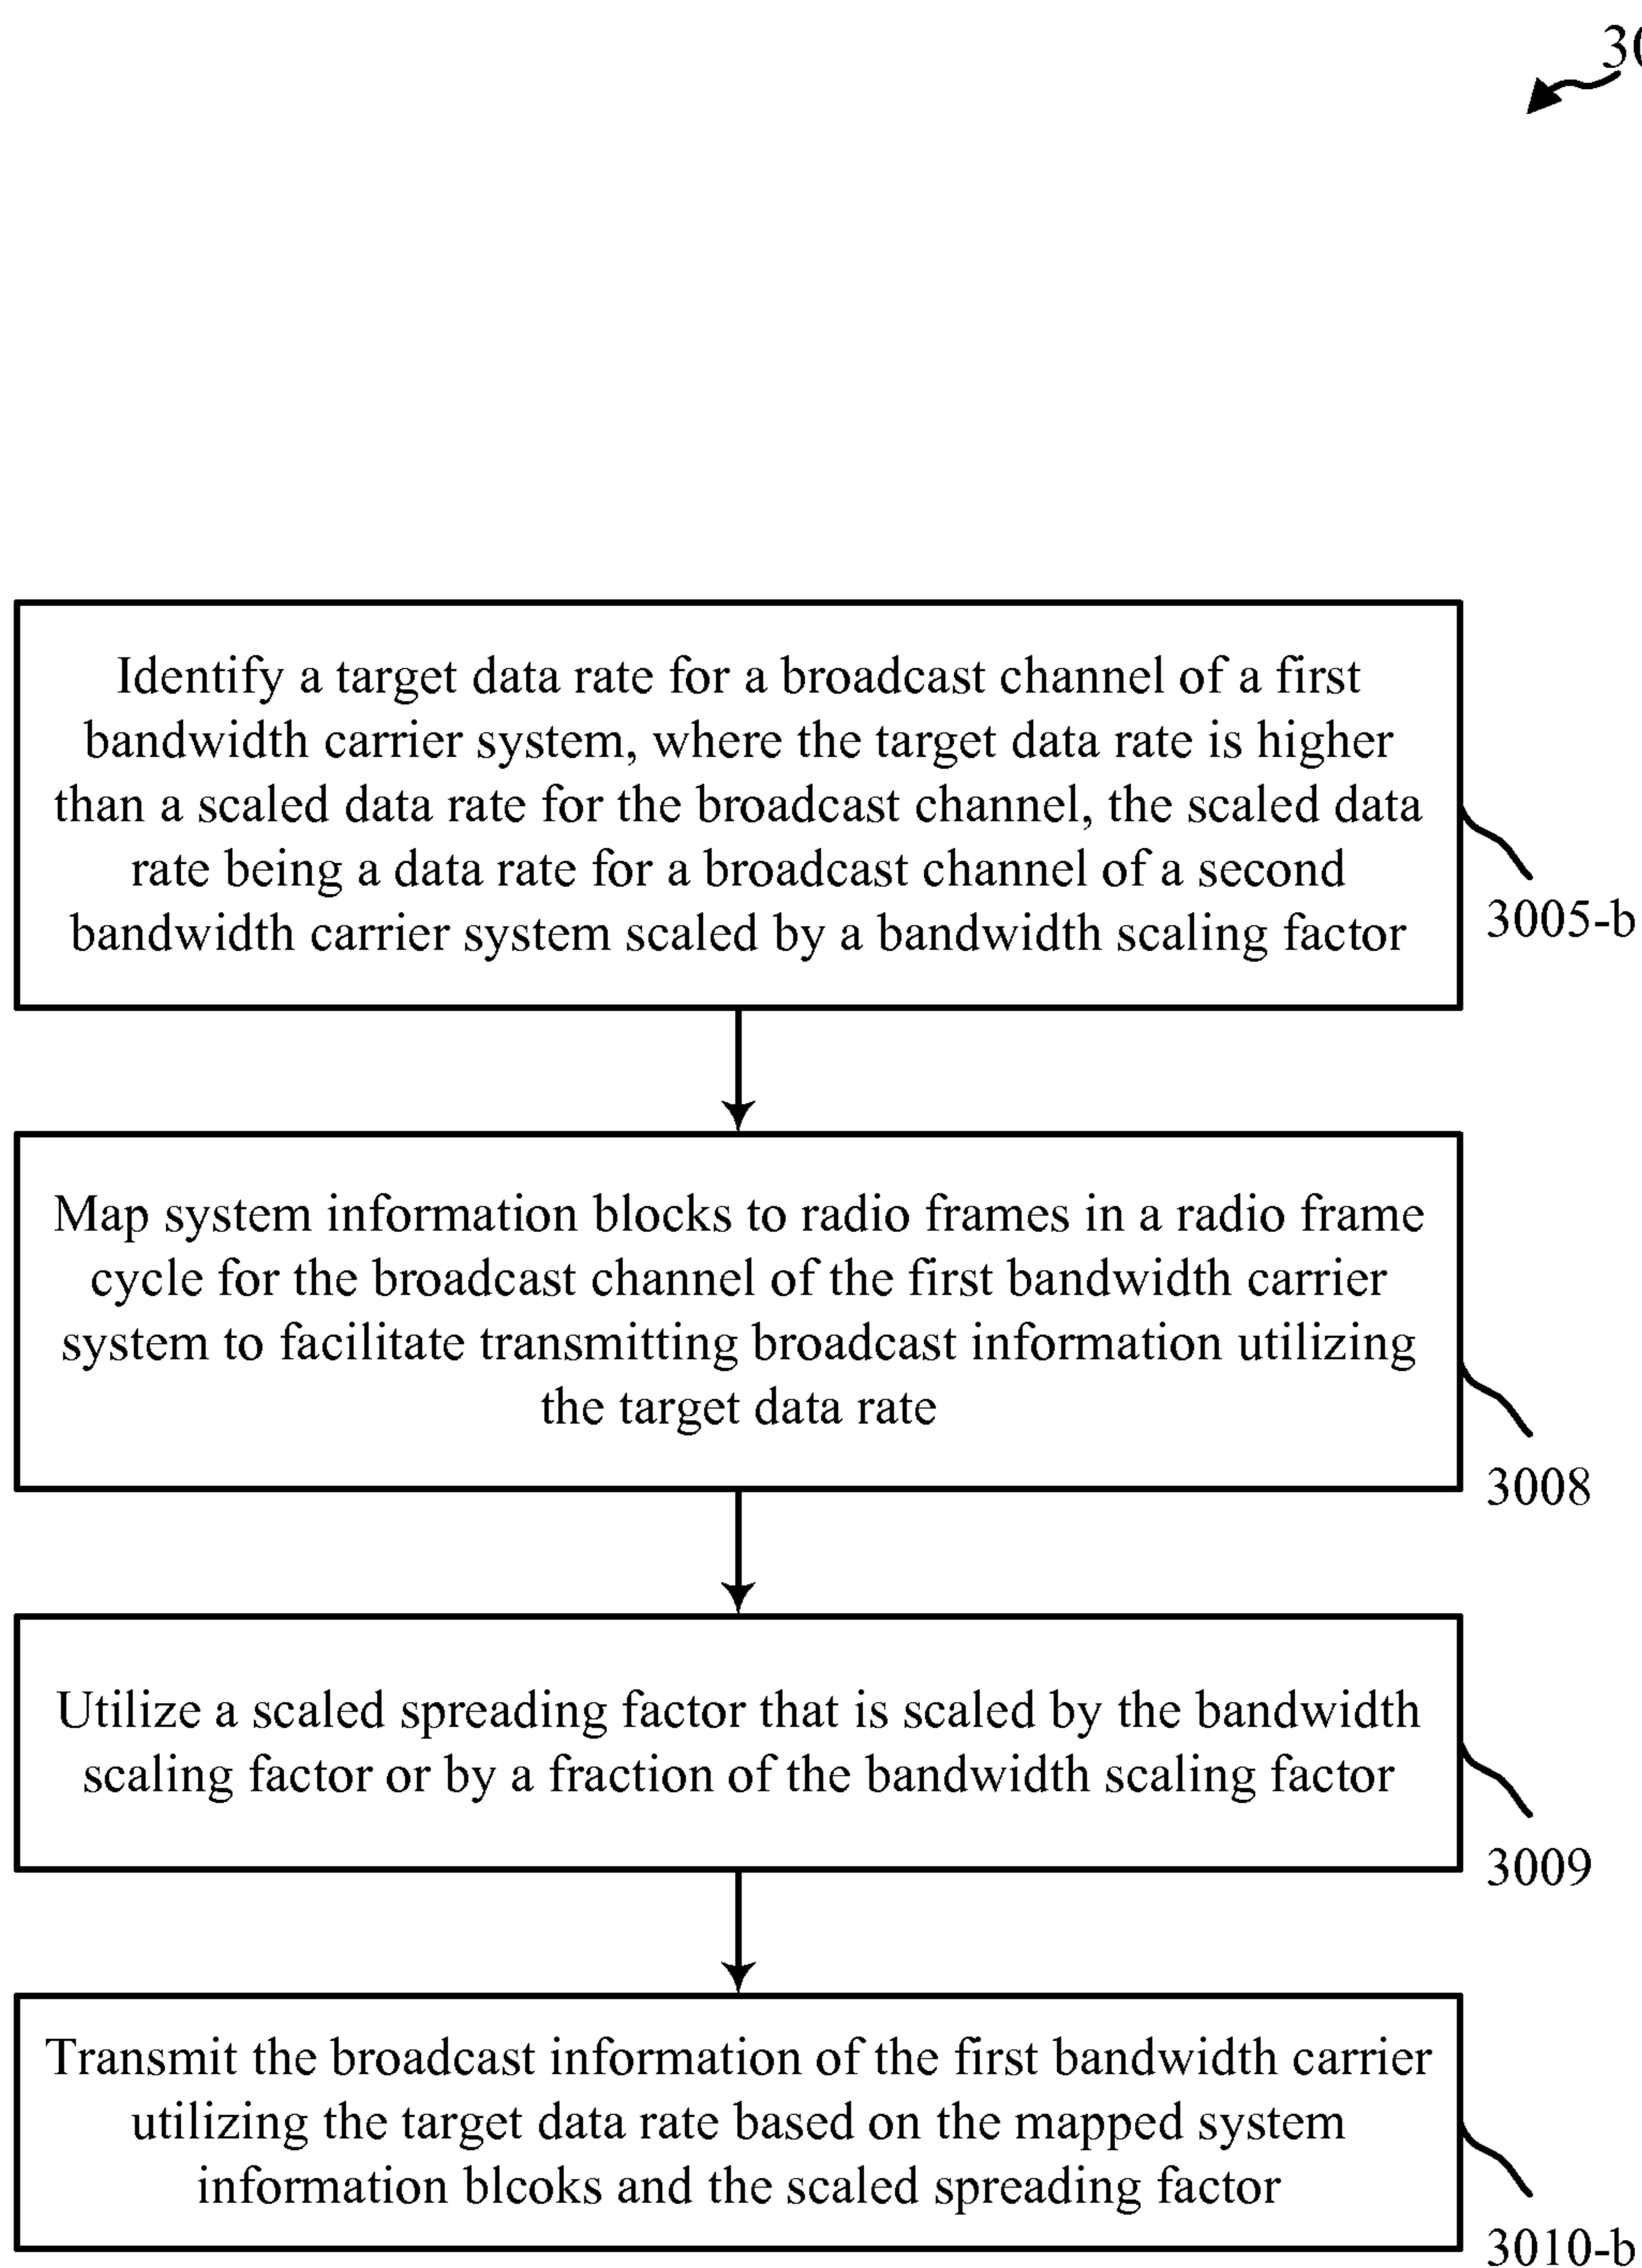 30
Identify a target data rate for a broadcast channel of a first
bandwidth carrier system, where the target data rate is higher
than a scaled data rate for the broadcast channel, the scaled data
rate being a data rate for a broadcast channel of a second
bandwidth carrier system scaled by a bandwidth scaling factor
3005-b
Map system information blocks to radio frames in a radio frame
cycle for the broadcast channel of the first bandwidth carrier
system to facilitate transmitting broadcast information utilizing
the target data rate
3008
Utilize a scaled spreading factor that is scaled by the bandwidth
scaling factor or by a fraction of the bandwidth scaling factor
3009
Transmit the broadcast information of the first bandwidth carrier
utilizing the target data rate based on the mapped system
information blcoks and the scaled spreading factor
3010-b